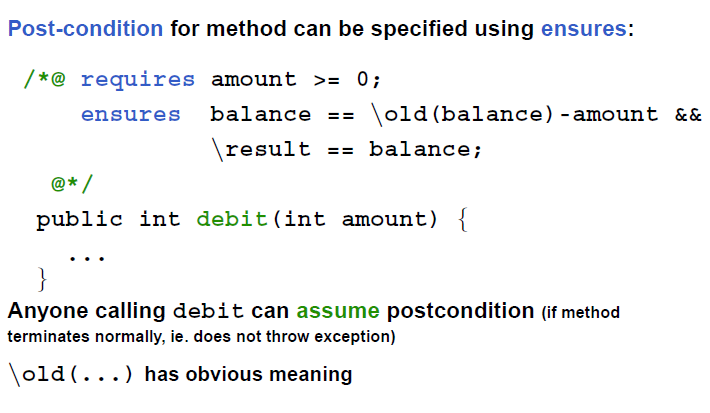 Post-condition for method can be specified using ensures:
/*@ requires amount >= 0;
ensures balance == \old(balance)-amount &&
\result == balance;
@*/
public int debit(int amount) {
...
}
Anyone calling debit can assume postcondition (if method
terminates normally, ie. does not throw exception)
\old(...) has obvious meaning